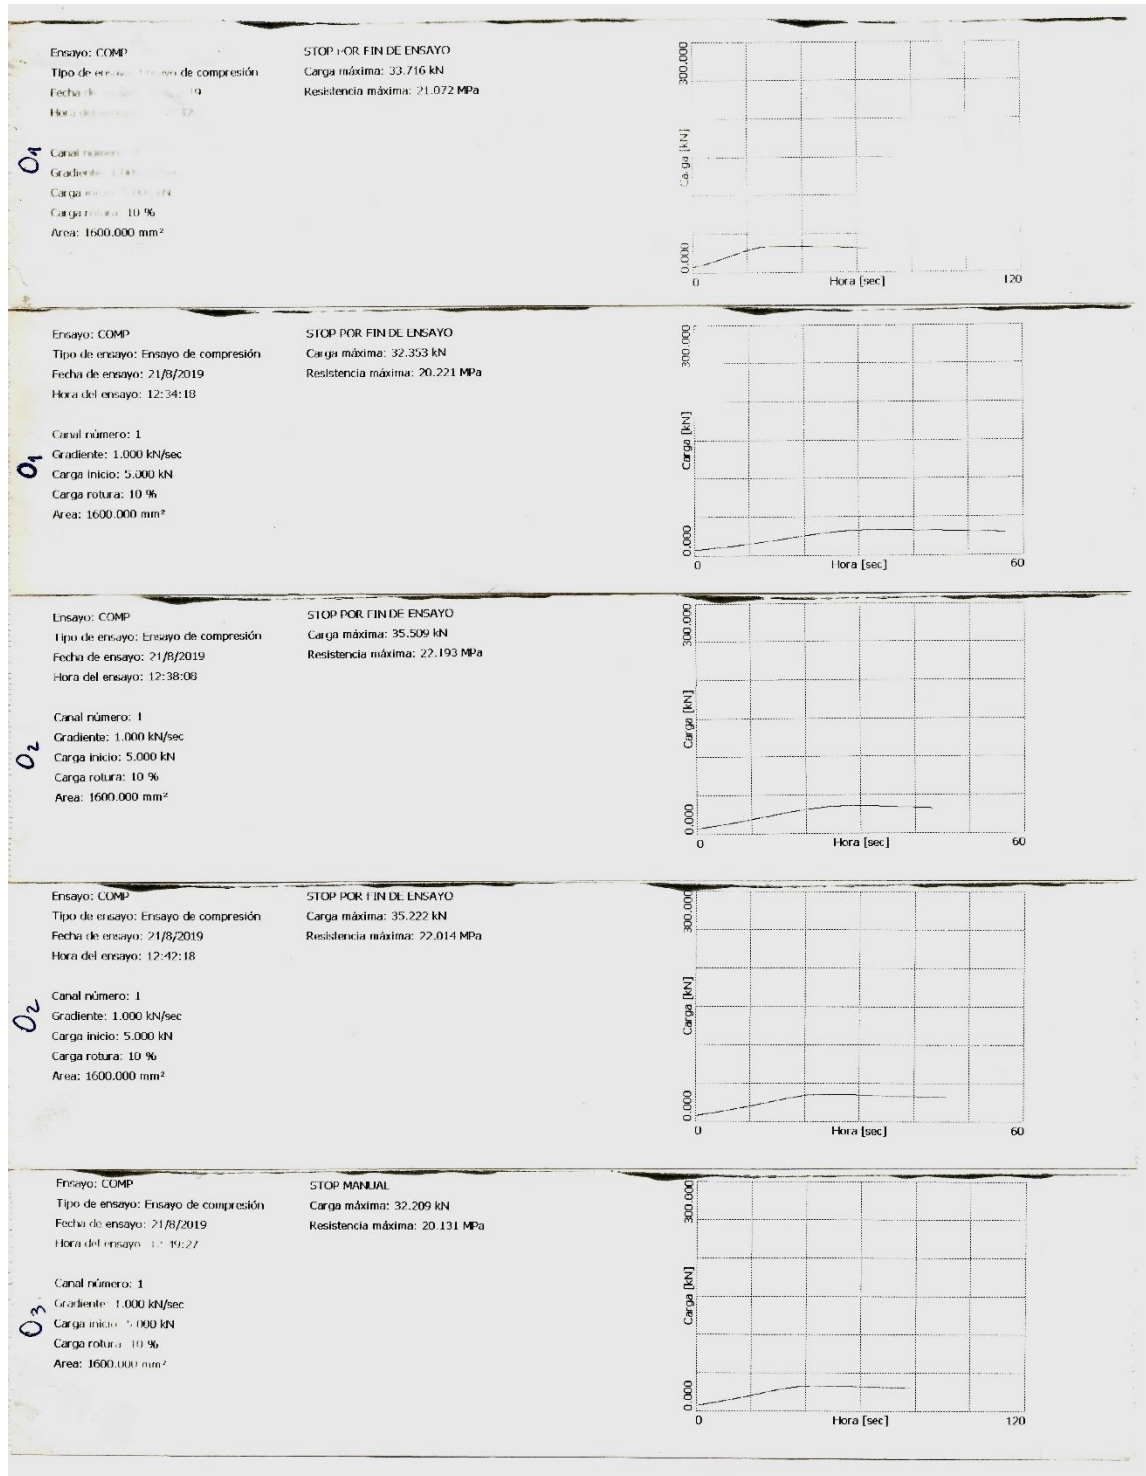 Ensayo: COMP
Tipo de ensayo: Ensayo de compresión
Fecha
Hora
Canal
Gradiente:
Carga
Carga 10 %
Area: 1600.000 mm²
STOP POR FIN DE ENSAYO
Carga máxima: 33.716 kN
Resistencia máxima: 21.072 MPa
O1
300.000
Carga [kN]
0.000
0 Hora [sec] 120
Ensayo: COMP
Tipo de ensayo: Ensayo de compresión
Fecha de ensayo: 21/8/2019
Hora del ensayo: 12:34:18
Canal número: 1
Gradiente: 1.000 kN/sec
Carga inicio: 5.000 kN
Carga rotura: 10 %
Area: 1600.000 mm²
STOP POR FIN DE ENSAYO
Carga máxima: 32.353 kN
Resistencia máxima: 20.221 MPa
O1
300.000
Carga [kN]
0.000
0 Hora [sec] 60
Ensayo: COMP
Tipo de ensayo: Ensayo de compresión
Fecha de ensayo: 21/8/2019
Hora del ensayo: 12:38:08
Canal número: 1
Gradiente: 1.000 kN/sec
Carga inicio: 5.000 kN
Carga rotura: 10 %
Area: 1600.000 mm²
STOP POR FIN DE ENSAYO
Carga máxima: 35.509 kN
Resistencia máxima: 22.193 MPa
O2
300.000
Carga [kN]
0.000
0 Hora [sec] 60
Ensayo: COMP
Tipo de ensayo: Ensayo de compresión
Fecha de ensayo: 21/8/2019
Hora del ensayo: 12:42:18
Canal número: 1
Gradiente: 1.000 kN/sec
Carga inicio: 5.000 kN
Carga rotura: 10 %
Area: 1600.000 mm²
STOP POR FIN DE ENSAYO
Carga máxima: 35.222 kN
Resistencia máxima: 22.014 MPa
O2
300.000
Carga [kN]
0.000
0 Hora [sec] 60
Ensayo: COMP
Tipo de ensayo: Ensayo de compresión
Fecha de ensayo: 21/8/2019
Hora del ensayo
Canal número: 1
Gradiente: 1.000 kN/sec
Carga inicio: 5.000 kN
Carga rotura: 10 %
Area: 1600.000 mm²
STOP MANUAL
Carga máxima: 32.209 kN
Resistencia máxima: 20.131 MPa
O3
300.000
Carga [kN]
0.000
0 Hora [sec] 120